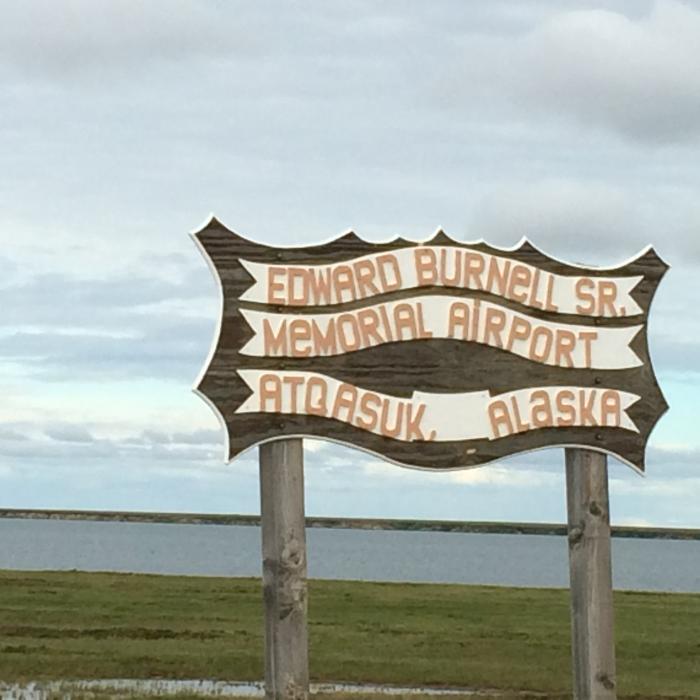 EDWARD BURNELL SR.
MEMORIAL AIRPORT
ATQASUK, ALASKA